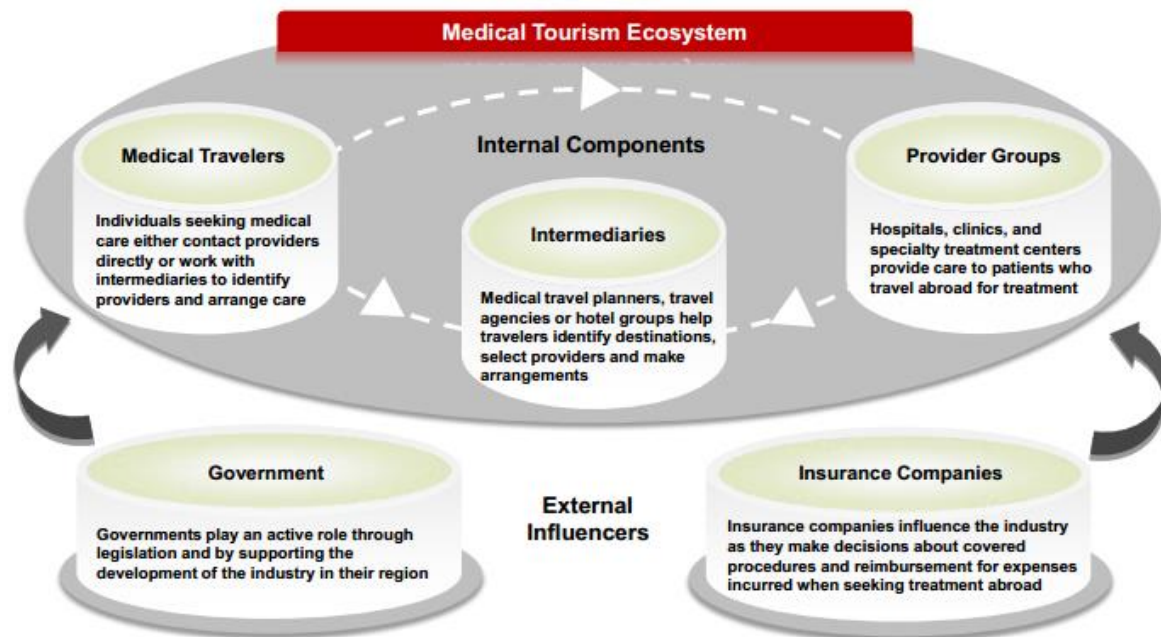 Medical Tourism Ecosystem
Internal Components
Medical Travelers
Individuals seeking medical
care either contact providers
directly or work with
intermediaries to identify
providers and arrange care
Intermediaries
Medical travel planners, travel
agencies or hotel groups help
travelers identify destinations,
select providers and make
arrangements
Provider Groups
Hospitals, clinics, and
specialty treatment centers
provide care to patients who
travel abroad for treatment
Government
Governments play an active role through
legislation and by supporting the
development of the industry in their region
External
Influencers
Insurance Companies
Insurance companies influence the industry
as they make decisions about covered
procedures and reimbursement for expenses
incurred when seeking treatment abroad